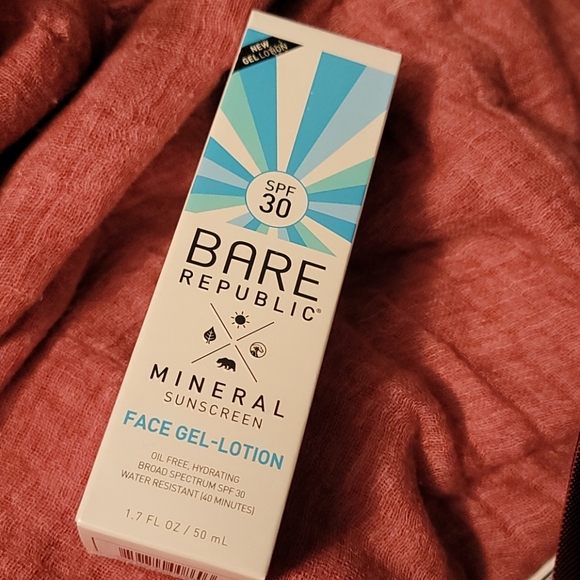 NEW
GEL LOTION
SPF
30
BARE
REPUBLIC®
MINERAL
SUNSCREEN
FACE GEL-LOTION
OIL FREE, HYDRATING
BROAD SPECTRUM SPF 30
WATER RESISTANT (40 MINUTES)
1.7 FL OZ / 50 mL